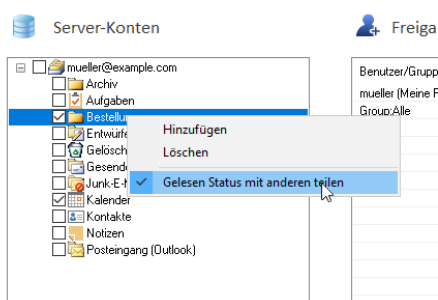 Server-Konten
Freiga
mueller@example.com
Archiv
Aufgaben
Bestellu
Entwürfe
Gelösch
Gesend
Junk-E-M
Kalender
Kontakte
Notizen
Posteingang (Outlook)
Hinzufügen
Löschen
Gelesen Status mit anderen teilen
Benutzer/Grupp
mueller (Meine F
Group:Alle